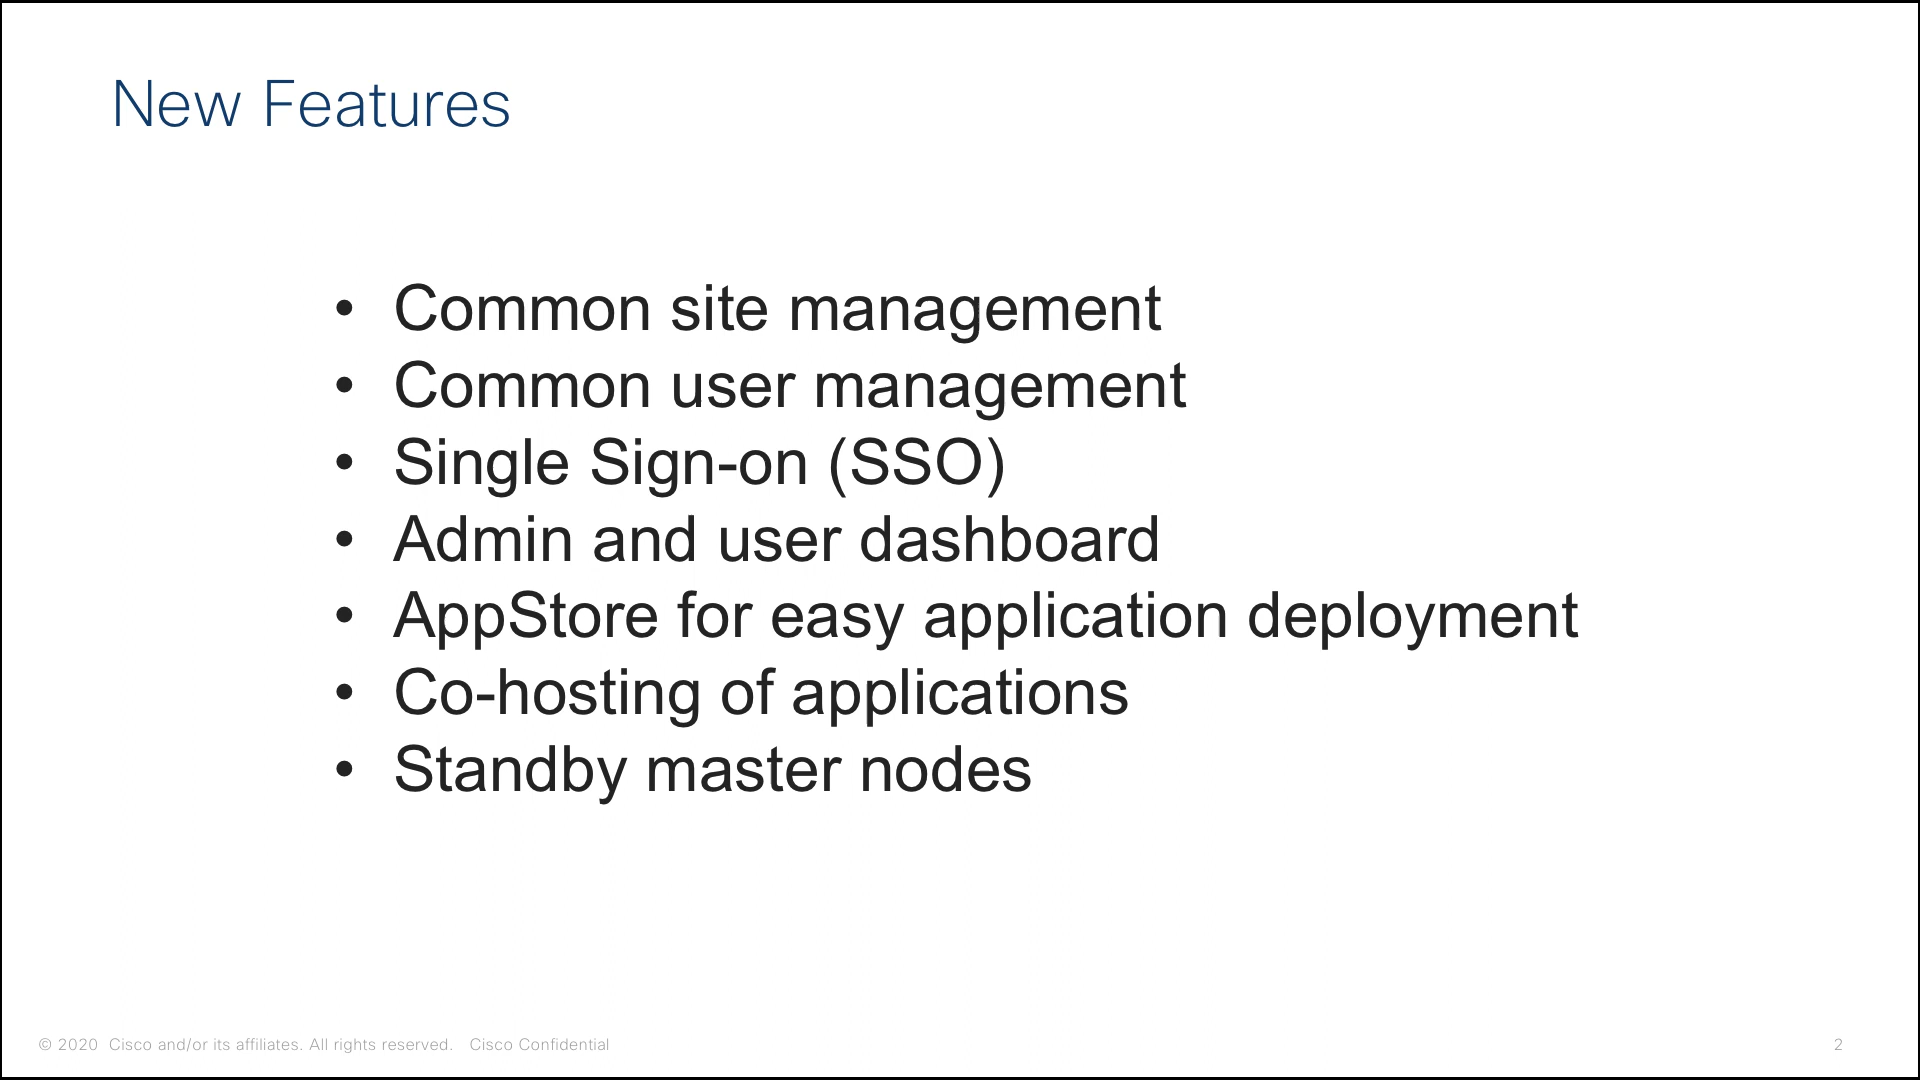 New Features
• Common site management
• Common user management
• Single Sign-on (SSO)
• Admin and user dashboard
• AppStore for easy application deployment
• Co-hosting of applications
• Standby master nodes
© 2020 Cisco and/or its affiliates. All rights reserved. Cisco Confidential
2